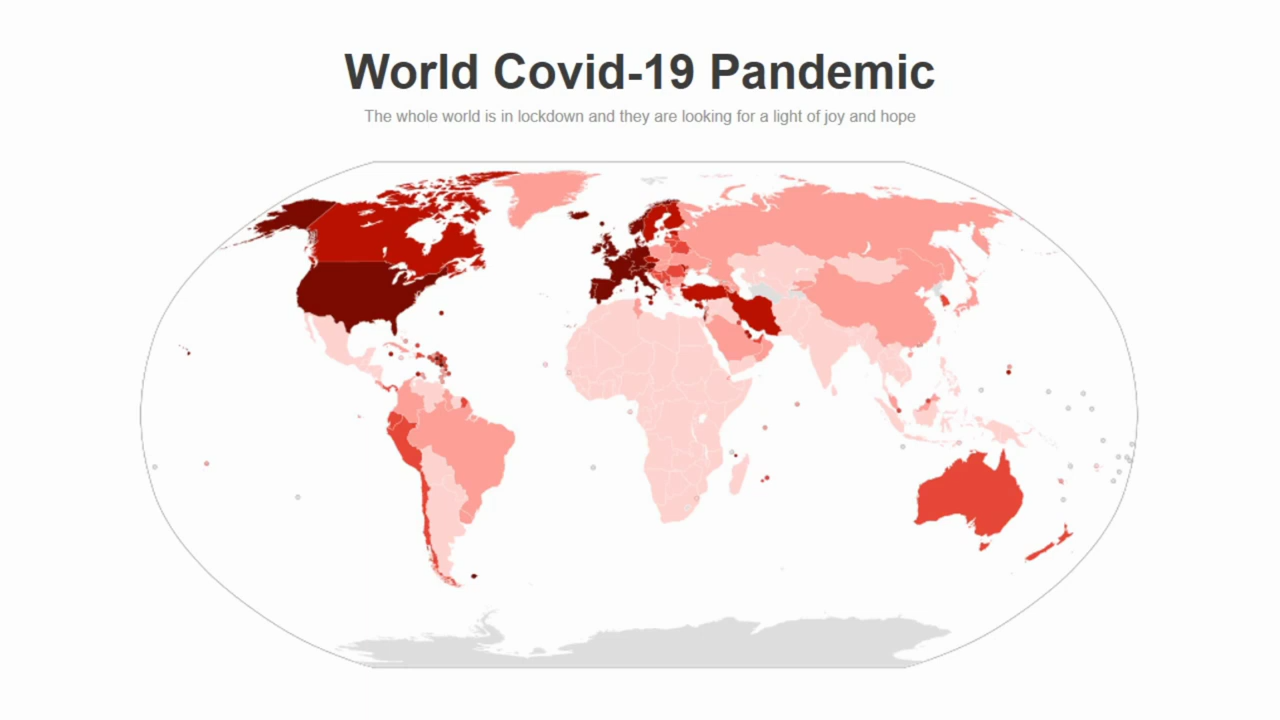 World Covid-19 Pandemic
The whole world is in lockdown and they are looking for a light of joy and hope